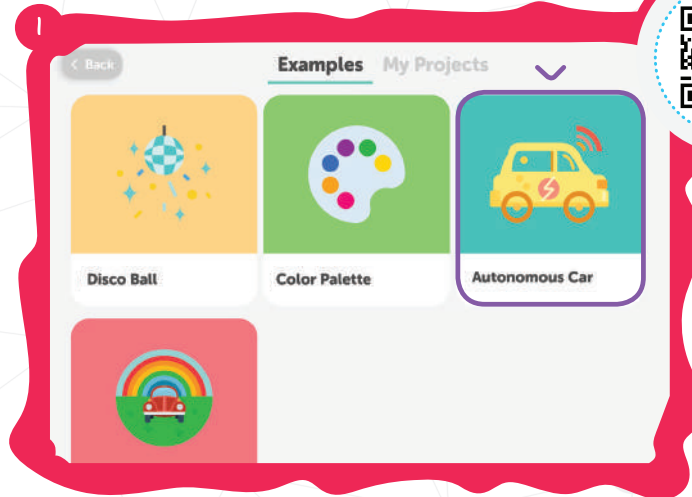 1
< Back
Examples My Projects
Disco Ball
Color Palette
Autonomous Car